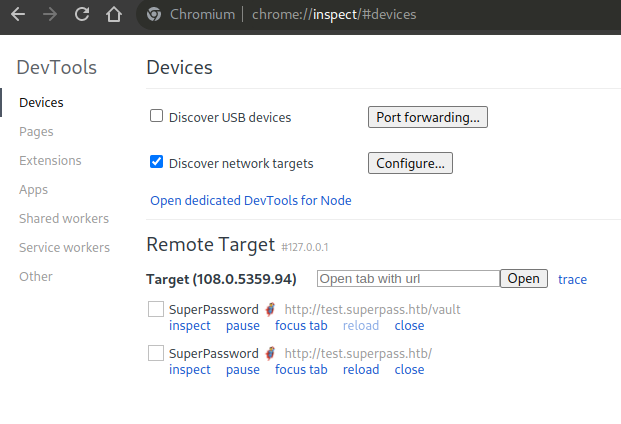 Chromium chrome://inspect/#devices
DevTools
Devices
Pages
Extensions
Apps
Shared workers
Service workers
Other
Devices
Discover USB devices Port forwarding...
Discover network targets Configure...
Open dedicated DevTools for Node
Remote Target #127.0.0.1
Target (108.0.5359.94) Open tab with url Open trace
SuperPassword 🦸 http://test.superpass.htb/vault
inspect pause focus tab reload close
SuperPassword 🦸 http://test.superpass.htb/
inspect pause focus tab reload close